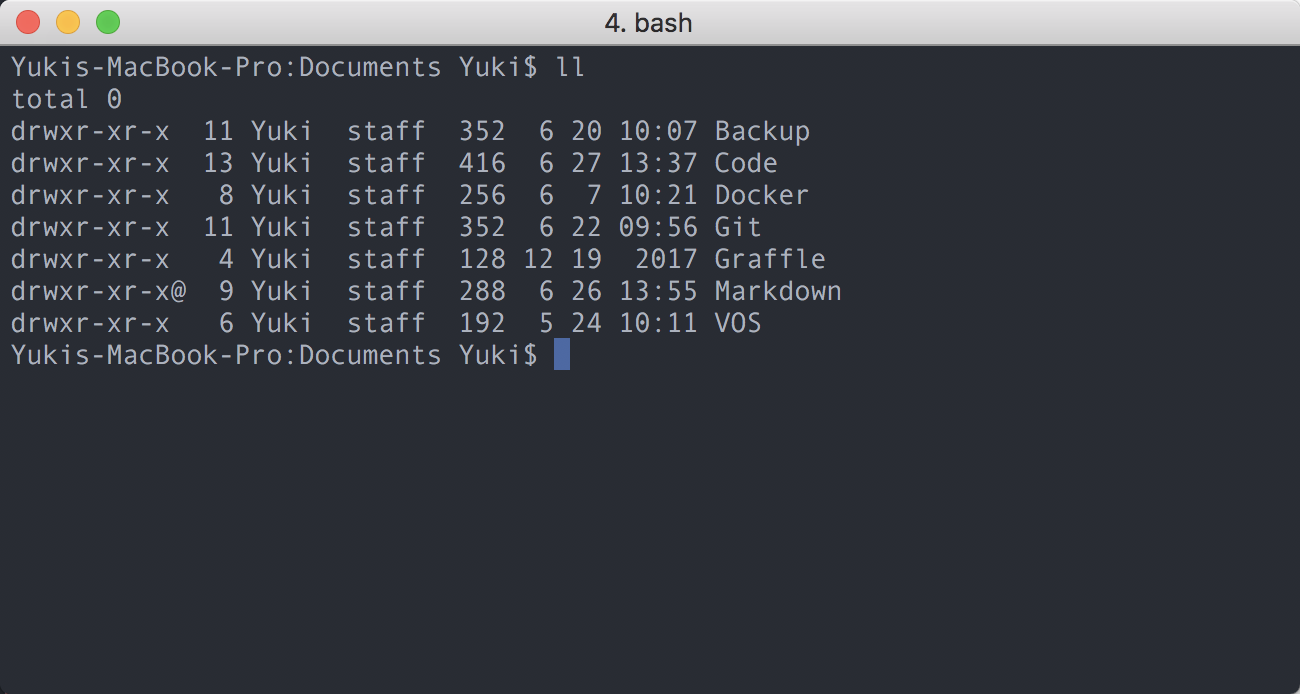 4. bash
Yukis-MacBook-Pro:Documents Yuki$ ll
total 0
drwxr-xr-x  11 Yuki  staff  352  6 20 10:07 Backup
drwxr-xr-x  13 Yuki  staff  416  6 27 13:37 Code
drwxr-xr-x   8 Yuki  staff  256  6  7 10:21 Docker
drwxr-xr-x  11 Yuki  staff  352  6 22 09:56 Git
drwxr-xr-x   4 Yuki  staff  128 12 19  2017 Graffle
drwxr-xr-x@  9 Yuki  staff  288  6 26 13:55 Markdown
drwxr-xr-x   6 Yuki  staff  192  5 24 10:11 VOS
Yukis-MacBook-Pro:Documents Yuki$